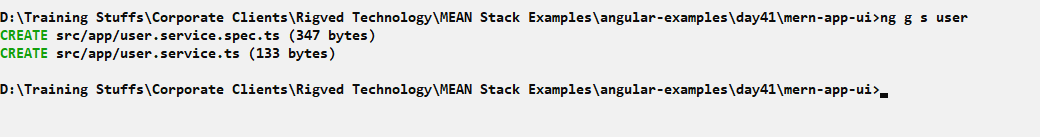 D:\Training Stuffs\Corporate Clients\Rigved Technology\MEAN Stack Examples\angular-examples\day41\mern-app-ui>ng g s user
CREATE src/app/user.service.spec.ts (347 bytes)
CREATE src/app/user.service.ts (133 bytes)
D:\Training Stuffs\Corporate Clients\Rigved Technology\MEAN Stack Examples\angular-examples\day41\mern-app-ui>